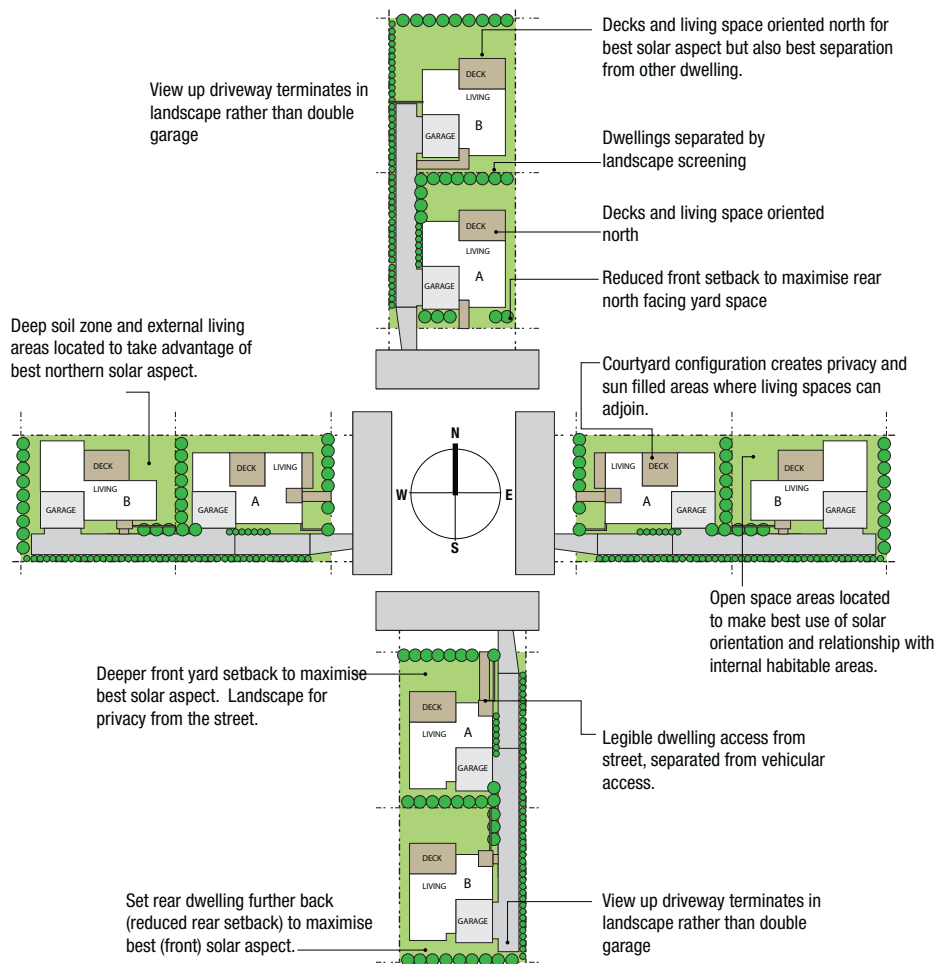 Decks and living space oriented north for
best solar aspect but also best separation
from other dwelling.
View up driveway terminates in
landscape rather than double
garage
DECK
LIVING
B
GARAGE
Dwellings separated by
landscape screening
Decks and living space oriented
north
DECK
LIVING
A
GARAGE
Reduced front setback to maximise rear
north facing yard space
Deep soil zone and external living
areas located to take advantage of
best northern solar aspect.
Courtyard configuration creates privacy and
sun filled areas where living spaces can
adjoin.
DECK
LIVING
B
GARAGE
DECK
LIVING
A
GARAGE
N
W
E
S
LIVING
DECK
A
GARAGE
DECK
LIVING
B
GARAGE
Open space areas located
to make best use of solar
orientation and relationship with
internal habitable areas.
Deeper front yard setback to maximise
best solar aspect. Landscape for
privacy from the street.
DECK
LIVING
A
GARAGE
Legible dwelling access from
street, separated from vehicular
access.
DECK
LIVING
B
GARAGE
Set rear dwelling further back
(reduced rear setback) to maximise
best (front) solar aspect.
View up driveway terminates in
landscape rather than double
garage